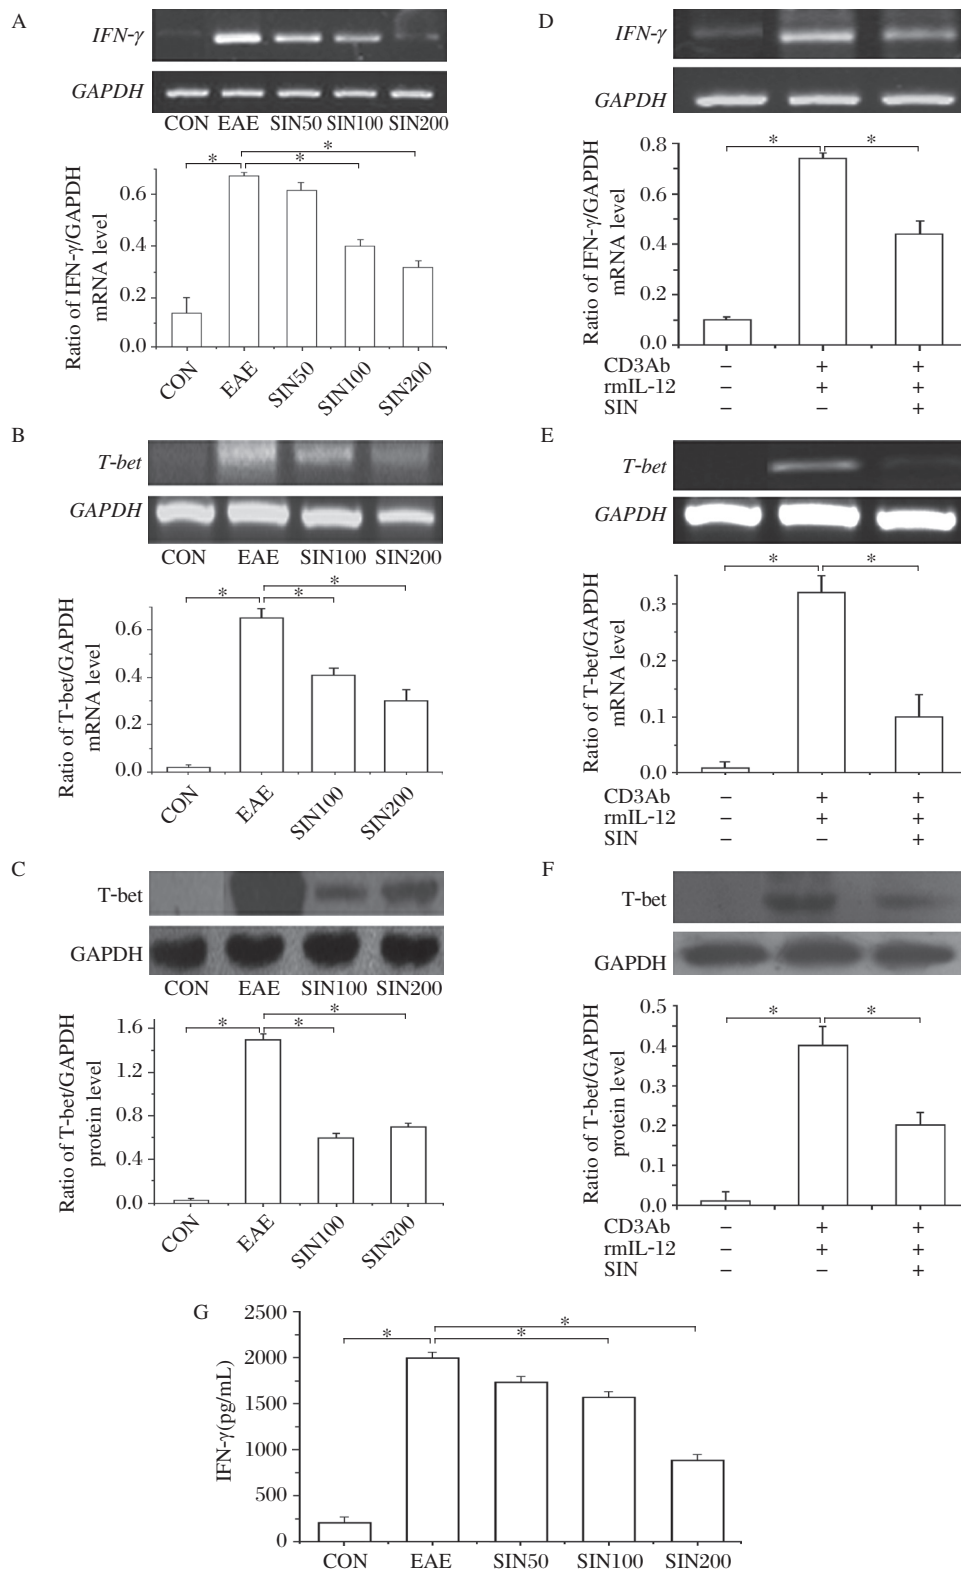 A
IFN-γ
GAPDH
CON EAE SIN50 SIN100 SIN200
* * *
Ratio of IFN-γ/GAPDH
mRNA level
0.6
0.4
0.2
0.0
CON EAE SIN50 SIN100 SIN200
B
T-bet
GAPDH
CON EAE SIN100 SIN200
* * *
Ratio of T-bet/GAPDH
mRNA level
0.6
0.4
0.2
0.0
CON EAE SIN100 SIN200
C
T-bet
GAPDH
CON EAE SIN100 SIN200
* * *
Ratio of T-bet/GAPDH
protein level
1.6
1.2
0.8
0.4
0.0
CON EAE SIN100 SIN200
D
IFN-γ
GAPDH
* *
Ratio of IFN-γ/GAPDH
mRNA level
0.8
0.6
0.4
0.2
0.0
CD3Ab − + +
rmIL-12 − + +
SIN − − +
E
T-bet
GAPDH
* *
Ratio of T-bet/GAPDH
mRNA level
0.3
0.2
0.1
0.0
CD3Ab − + +
rmIL-12 − + +
SIN − − +
F
T-bet
GAPDH
* *
Ratio of T-bet/GAPDH
protein level
0.5
0.4
0.3
0.2
0.1
0.0
CD3Ab − + +
rmIL-12 − + +
SIN − − +
G
* * *
IFN-γ(pg/mL)
2500
2000
1500
1000
500
0
CON EAE SIN50 SIN100 SIN200